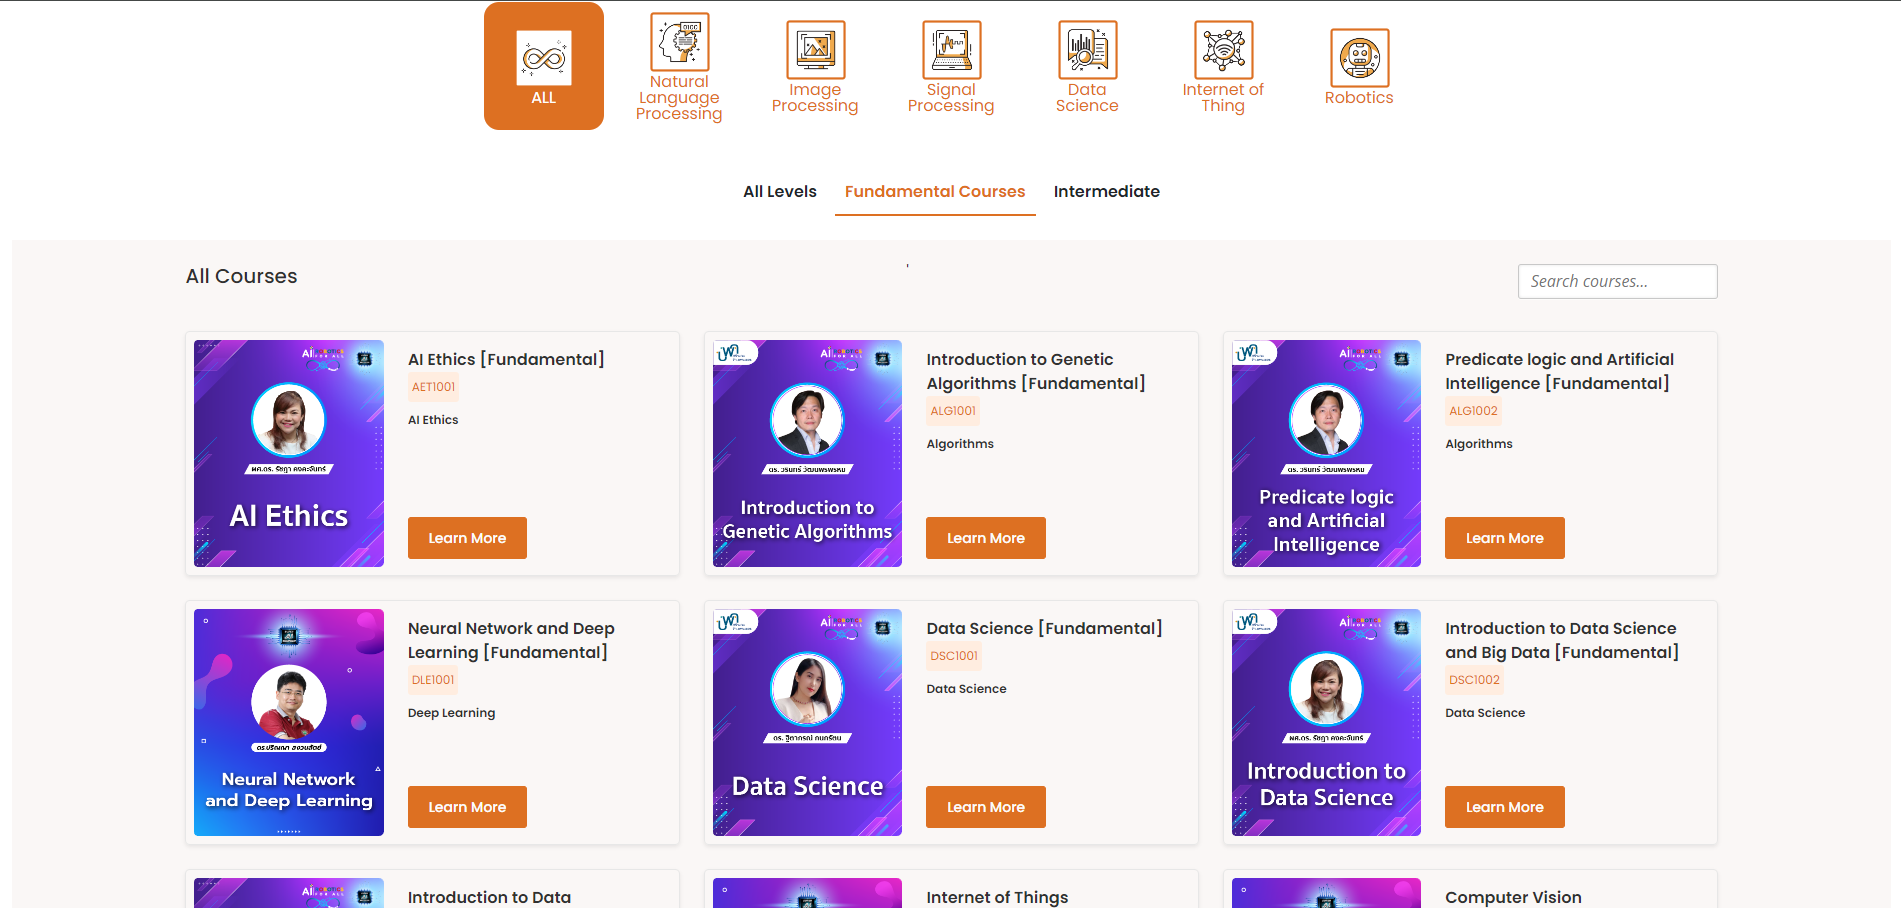 ALL
Natural
Language
Processing
Image
Processing
Signal
Processing
Data
Science
Internet of
Thing
Robotics
All Levels
Fundamental Courses
Intermediate
All Courses
Search courses...
AI Ethics
AI Ethics [Fundamental]
AET1001
AI Ethics
Learn More
Introduction to
Genetic Algorithms
Introduction to Genetic
Algorithms [Fundamental]
ALG1001
Algorithms
Learn More
Predicate logic
and Artificial
Intelligence
Predicate logic and Artificial
Intelligence [Fundamental]
ALG1002
Algorithms
Learn More
Neural Network
and Deep Learning
Neural Network and Deep
Learning [Fundamental]
DLE1001
Deep Learning
Learn More
Data Science
Data Science [Fundamental]
DSC1001
Data Science
Learn More
Introduction to
Data Science
Introduction to Data Science
and Big Data [Fundamental]
DSC1002
Data Science
Learn More
Introduction to Data
Internet of Things
Computer Vision